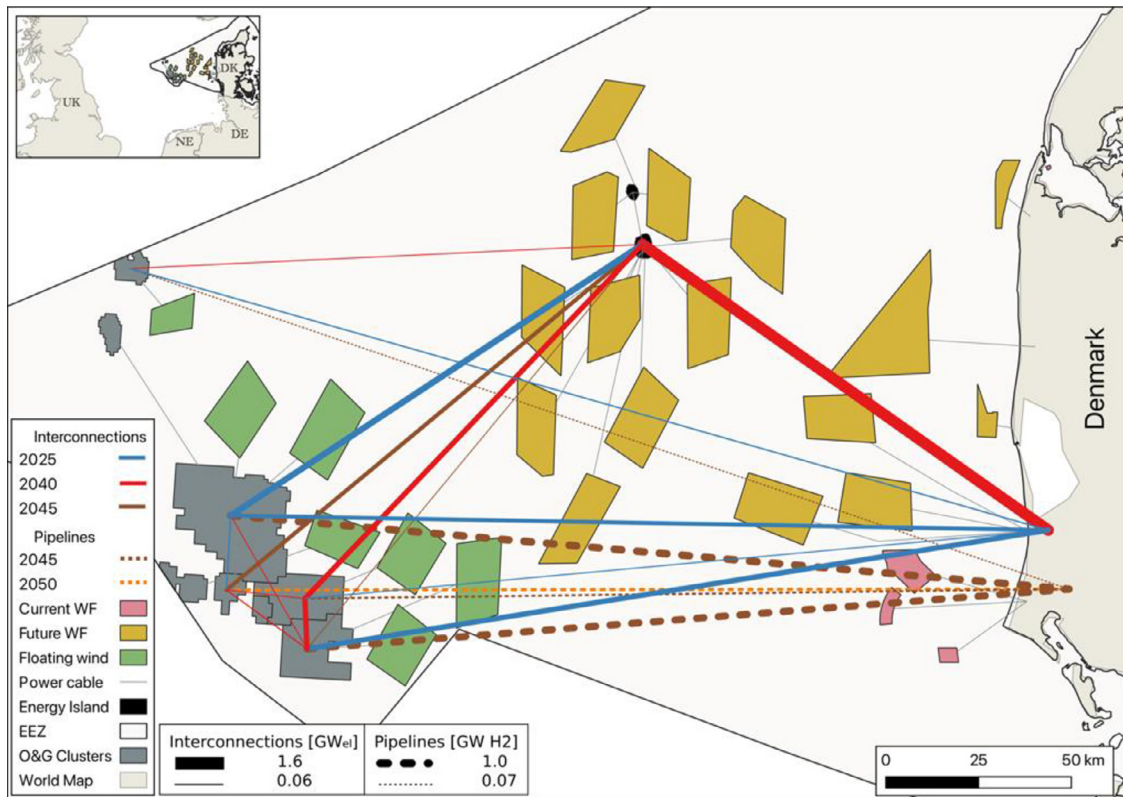 UK
DK
NE
DE
Denmark
Interconnections
2025
2040
2045
Pipelines
2045
2050
Current WF
Future WF
Floating wind
Power cable
Energy Island
EEZ
O&G Clusters
World Map
Interconnections [GWel]
1.6
0.06
Pipelines [GW H2]
1.0
0.07
0 25 50 km